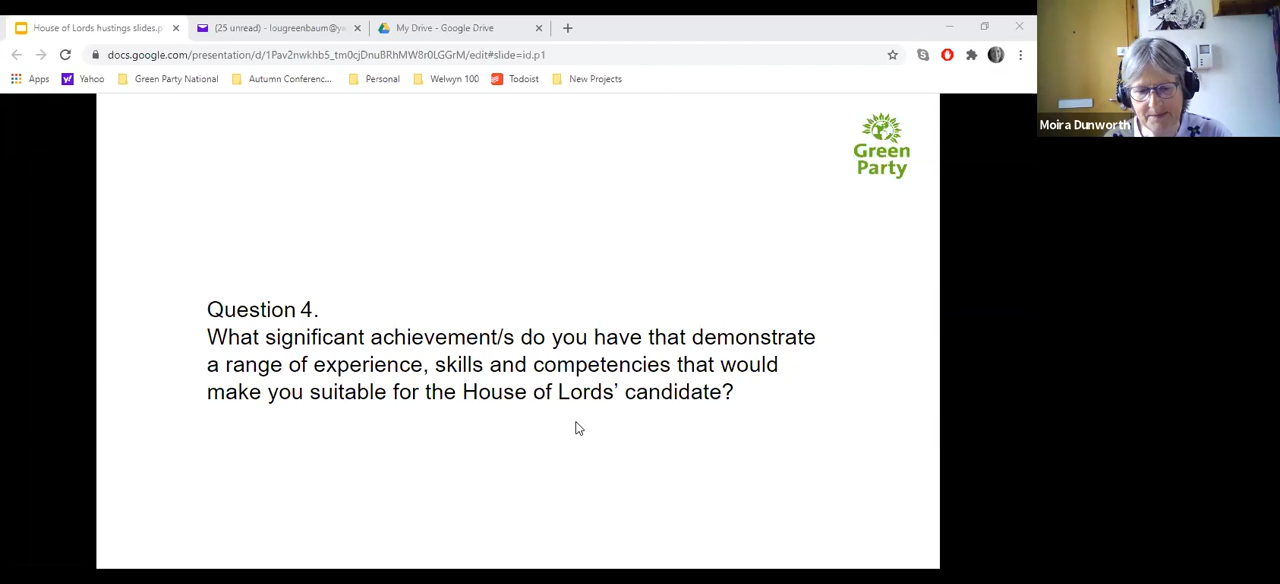 House of Lords hustings slides.p
(25 unread) - lougreenbaum@ya
My Drive - Google Drive
docs.google.com/presentation/d/1Pav2nwkhb5_tm0cjDnuBRhMW8r0LGGrM/edit#slide=id.p1
Apps Yahoo Green Party National Autumn Conferenc... Personal Welwyn 100 Todoist New Projects
Moira Dunworth
Green
Party
Question 4.
What significant achievement/s do you have that demonstrate
a range of experience, skills and competencies that would
make you suitable for the House of Lords’ candidate?